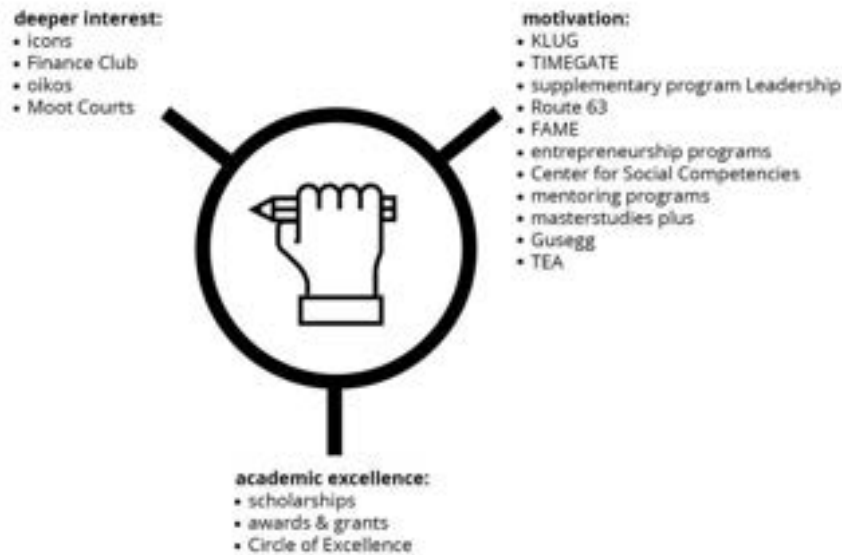 deeper interest:
• icons
• Finance Club
• oikos
• Moot Courts
motivation:
• KLUG
• TIMEGATE
• supplementary program Leadership
• Route 63
• FAME
• entrepreneurship programs
• Center for Social Competencies
• mentoring programs
• masterstudies plus
• Gusegg
• TEA
academic excellence:
• scholarships
• awards & grants
• Circle of Excellence